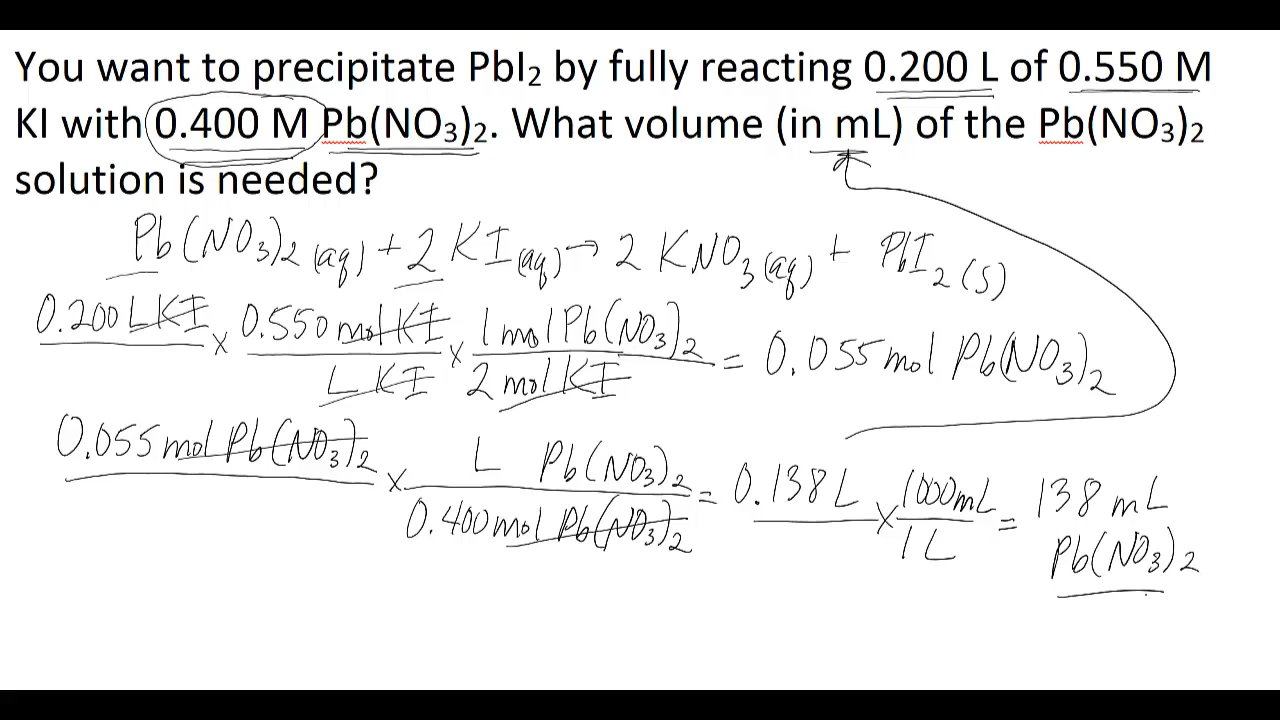 You want to precipitate PbI₂ by fully reacting 0.200 L of 0.550 M
KI with 0.400 M Pb(NO₃)₂. What volume (in mL) of the Pb(NO₃)₂
solution is needed?
Pb(NO₃)₂(aq) + 2 KI(aq) → 2 KNO₃(aq) + PbI₂(s)
0.200 L KI × 0.550 mol KI / L KI × 1 mol Pb(NO₃)₂ / 2 mol KI = 0.055 mol Pb(NO₃)₂
0.055 mol Pb(NO₃)₂ × L Pb(NO₃)₂ / 0.400 mol Pb(NO₃)₂ = 0.138 L × 1000 mL / 1 L = 138 mL
Pb(NO₃)₂